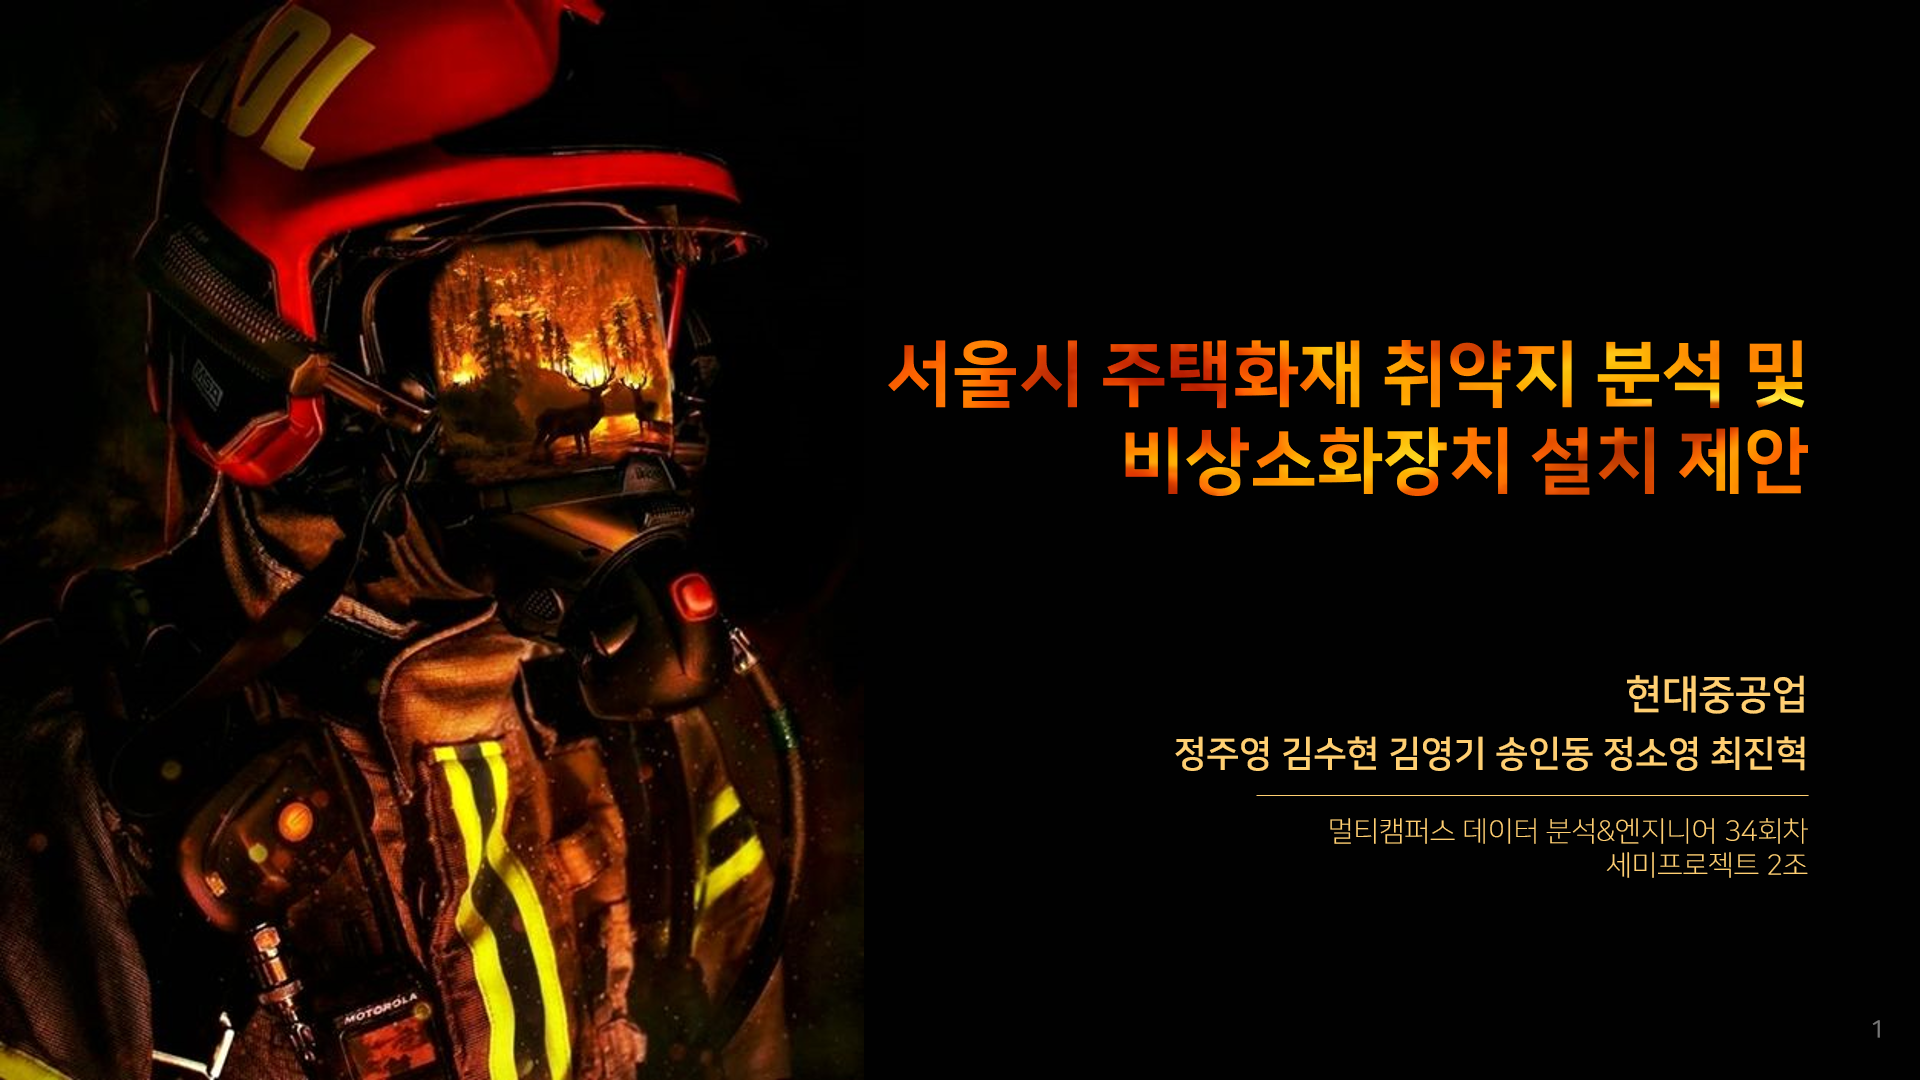 OL
MSA
MOTOROLA
서울시 주택화재 취약지 분석 및
비상소화장치 설치 제안
현대중공업
정주영 김수현 김영기 송인동 정소영 최진혁
멀티캠퍼스 데이터 분석&엔지니어 34회차
세미프로젝트 2조
1